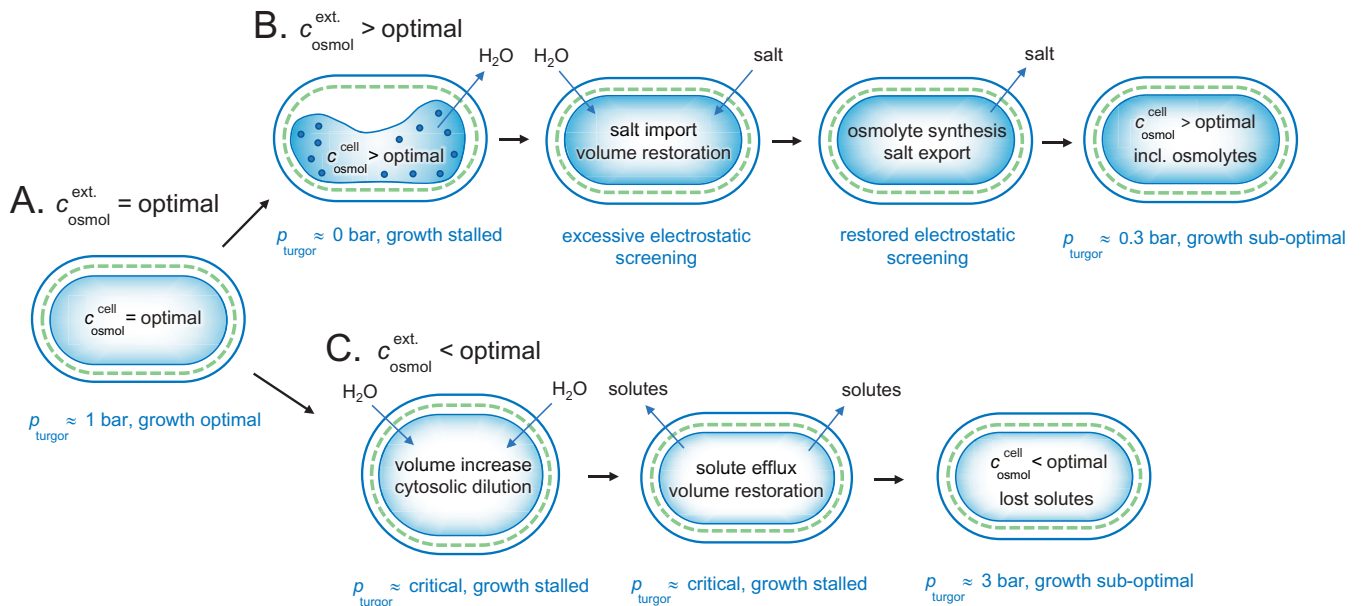 B. c ext. osmol > optimal
H₂O
c cell osmol > optimal
p turgor ≈ 0 bar, growth stalled
H₂O
salt
salt import
volume restoration
excessive electrostatic
screening
salt
osmolyte synthesis
salt export
restored electrostatic
screening
c cell osmol > optimal
incl. osmolytes
p turgor ≈ 0.3 bar, growth sub-optimal
A. c ext. osmol = optimal
c cell osmol = optimal
p turgor ≈ 1 bar, growth optimal
C. c ext. osmol < optimal
H₂O
H₂O
volume increase
cytosolic dilution
p turgor ≈ critical, growth stalled
solutes
solutes
solute efflux
volume restoration
p turgor ≈ critical, growth stalled
c cell osmol < optimal
lost solutes
p turgor ≈ 3 bar, growth sub-optimal